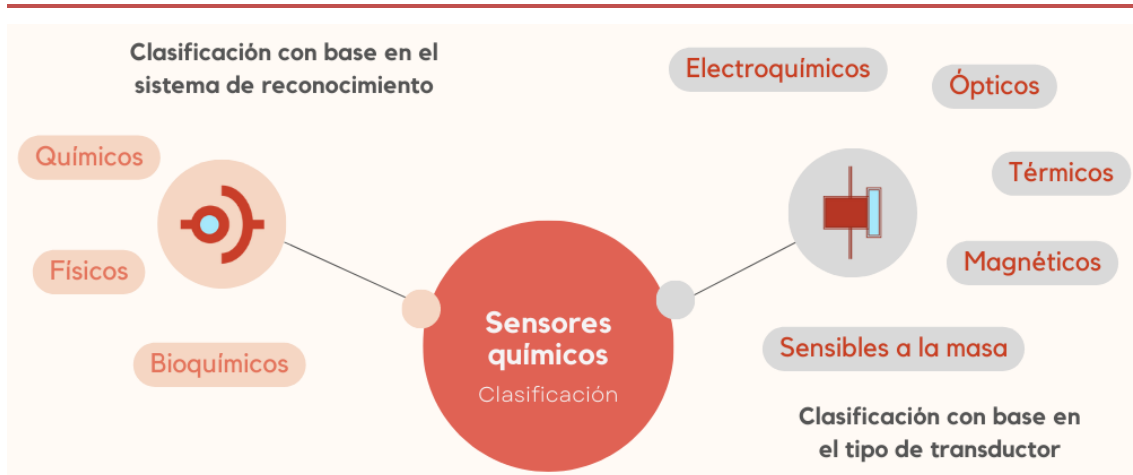 Clasificación con base en el
sistema de reconocimiento
Químicos
Físicos
Bioquímicos
Sensores
químicos
Clasificación
Electroquímicos
Ópticos
Térmicos
Magnéticos
Sensibles a la masa
Clasificación con base en
el tipo de transductor